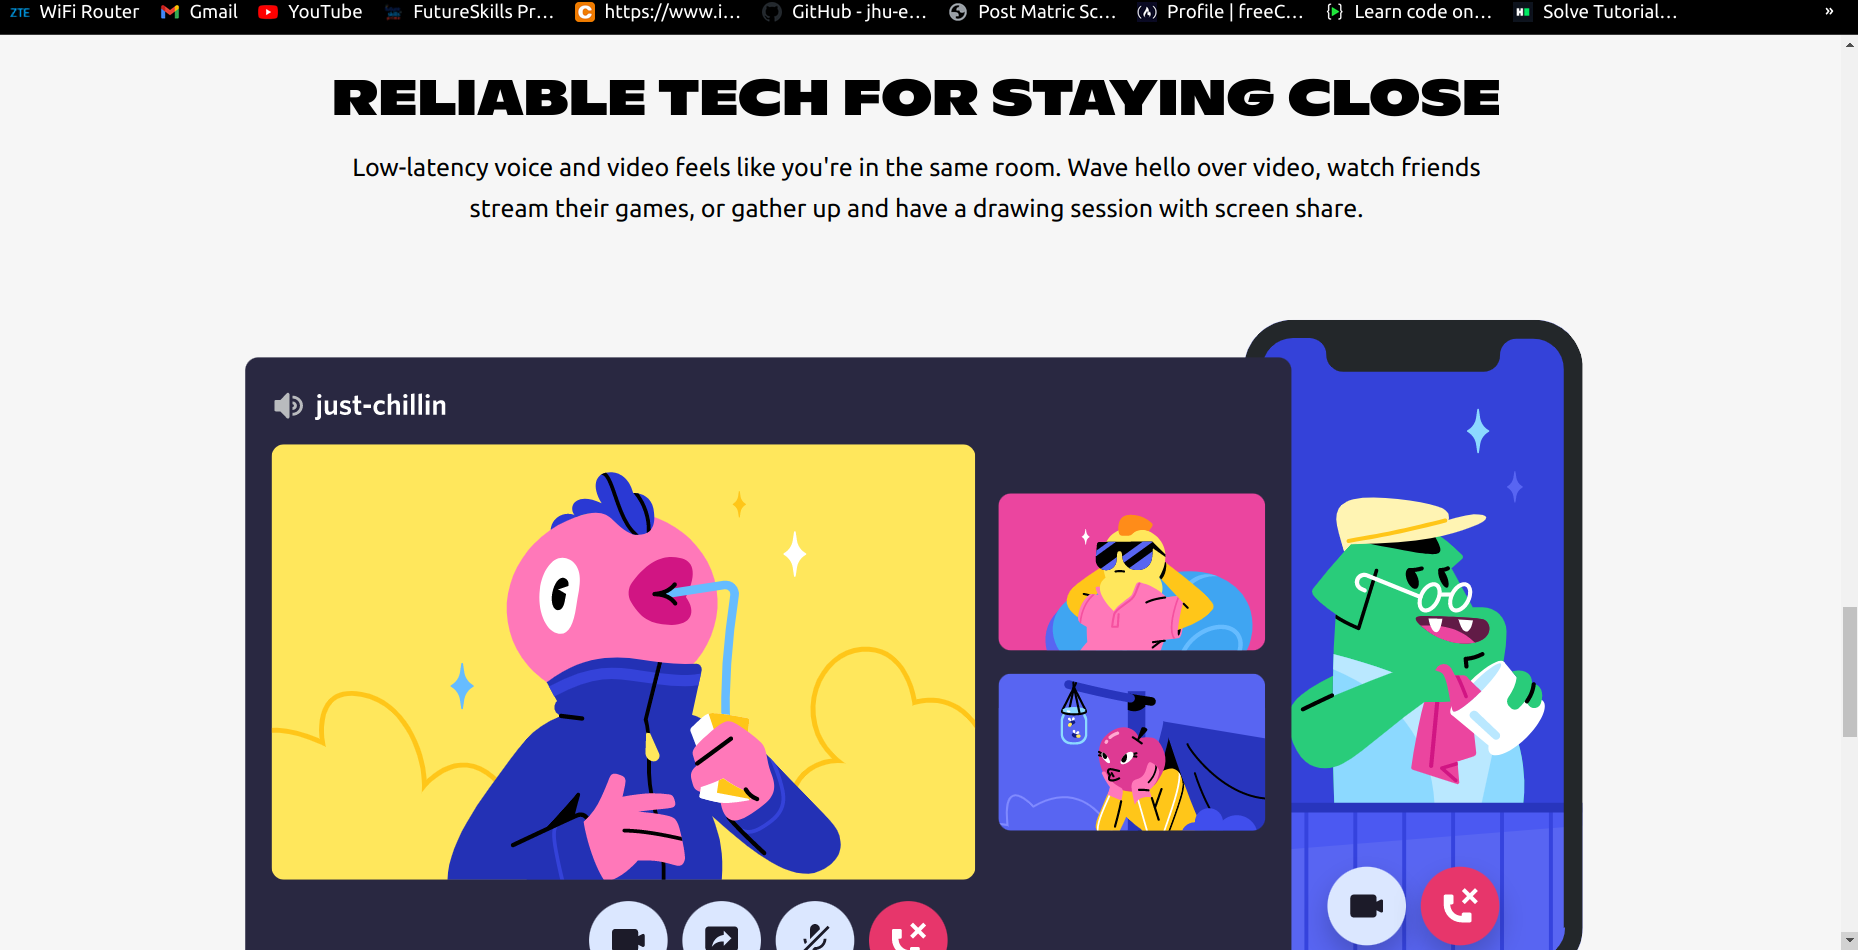 ZTE WiFi Router Gmail YouTube FutureSkills Pr... https://www.i... GitHub - jhu-e... Post Matric Sc... Profile | freeC... Learn code on... Solve Tutorial... »
RELIABLE TECH FOR STAYING CLOSE
Low-latency voice and video feels like you're in the same room. Wave hello over video, watch friends
stream their games, or gather up and have a drawing session with screen share.
just-chillin